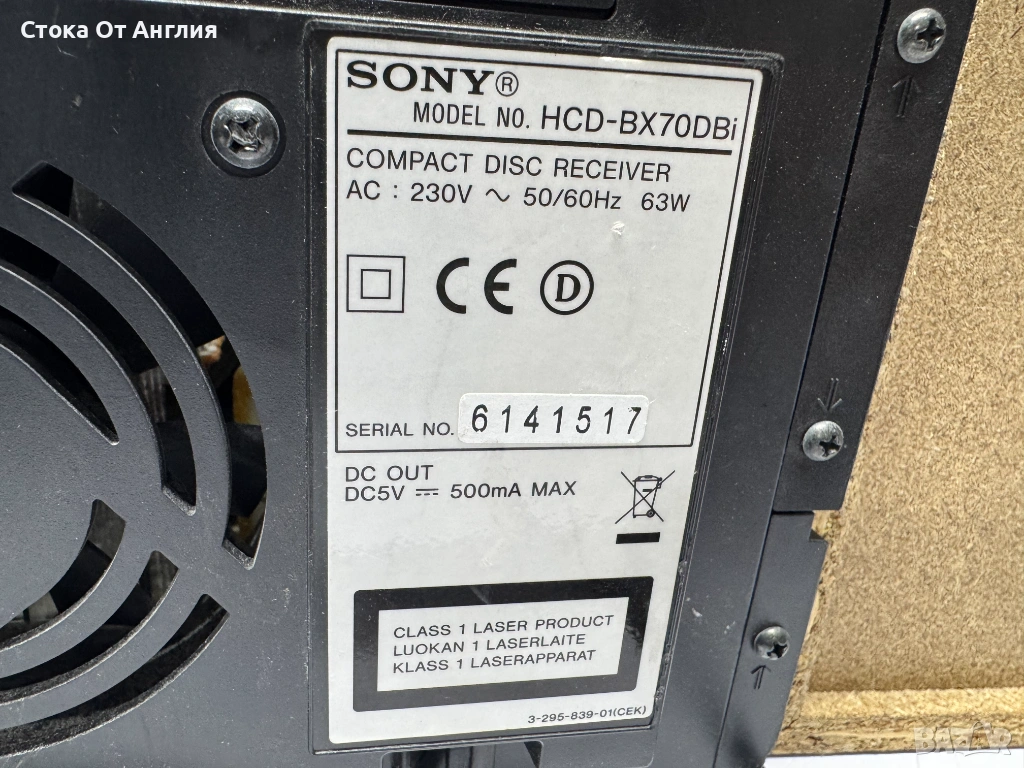 Стока От Англия
SONY®
MODEL NO. HCD-BX70DBi
COMPACT DISC RECEIVER
AC : 230V ~ 50/60Hz 63W
CE D
SERIAL NO. 6141517
DC OUT
DC5V ⎓ 500mA MAX
CLASS 1 LASER PRODUCT
LUOKAN 1 LASERLAITE
KLASS 1 LASERAPPARAT
3-295-839-01(CEK)
BAZAR